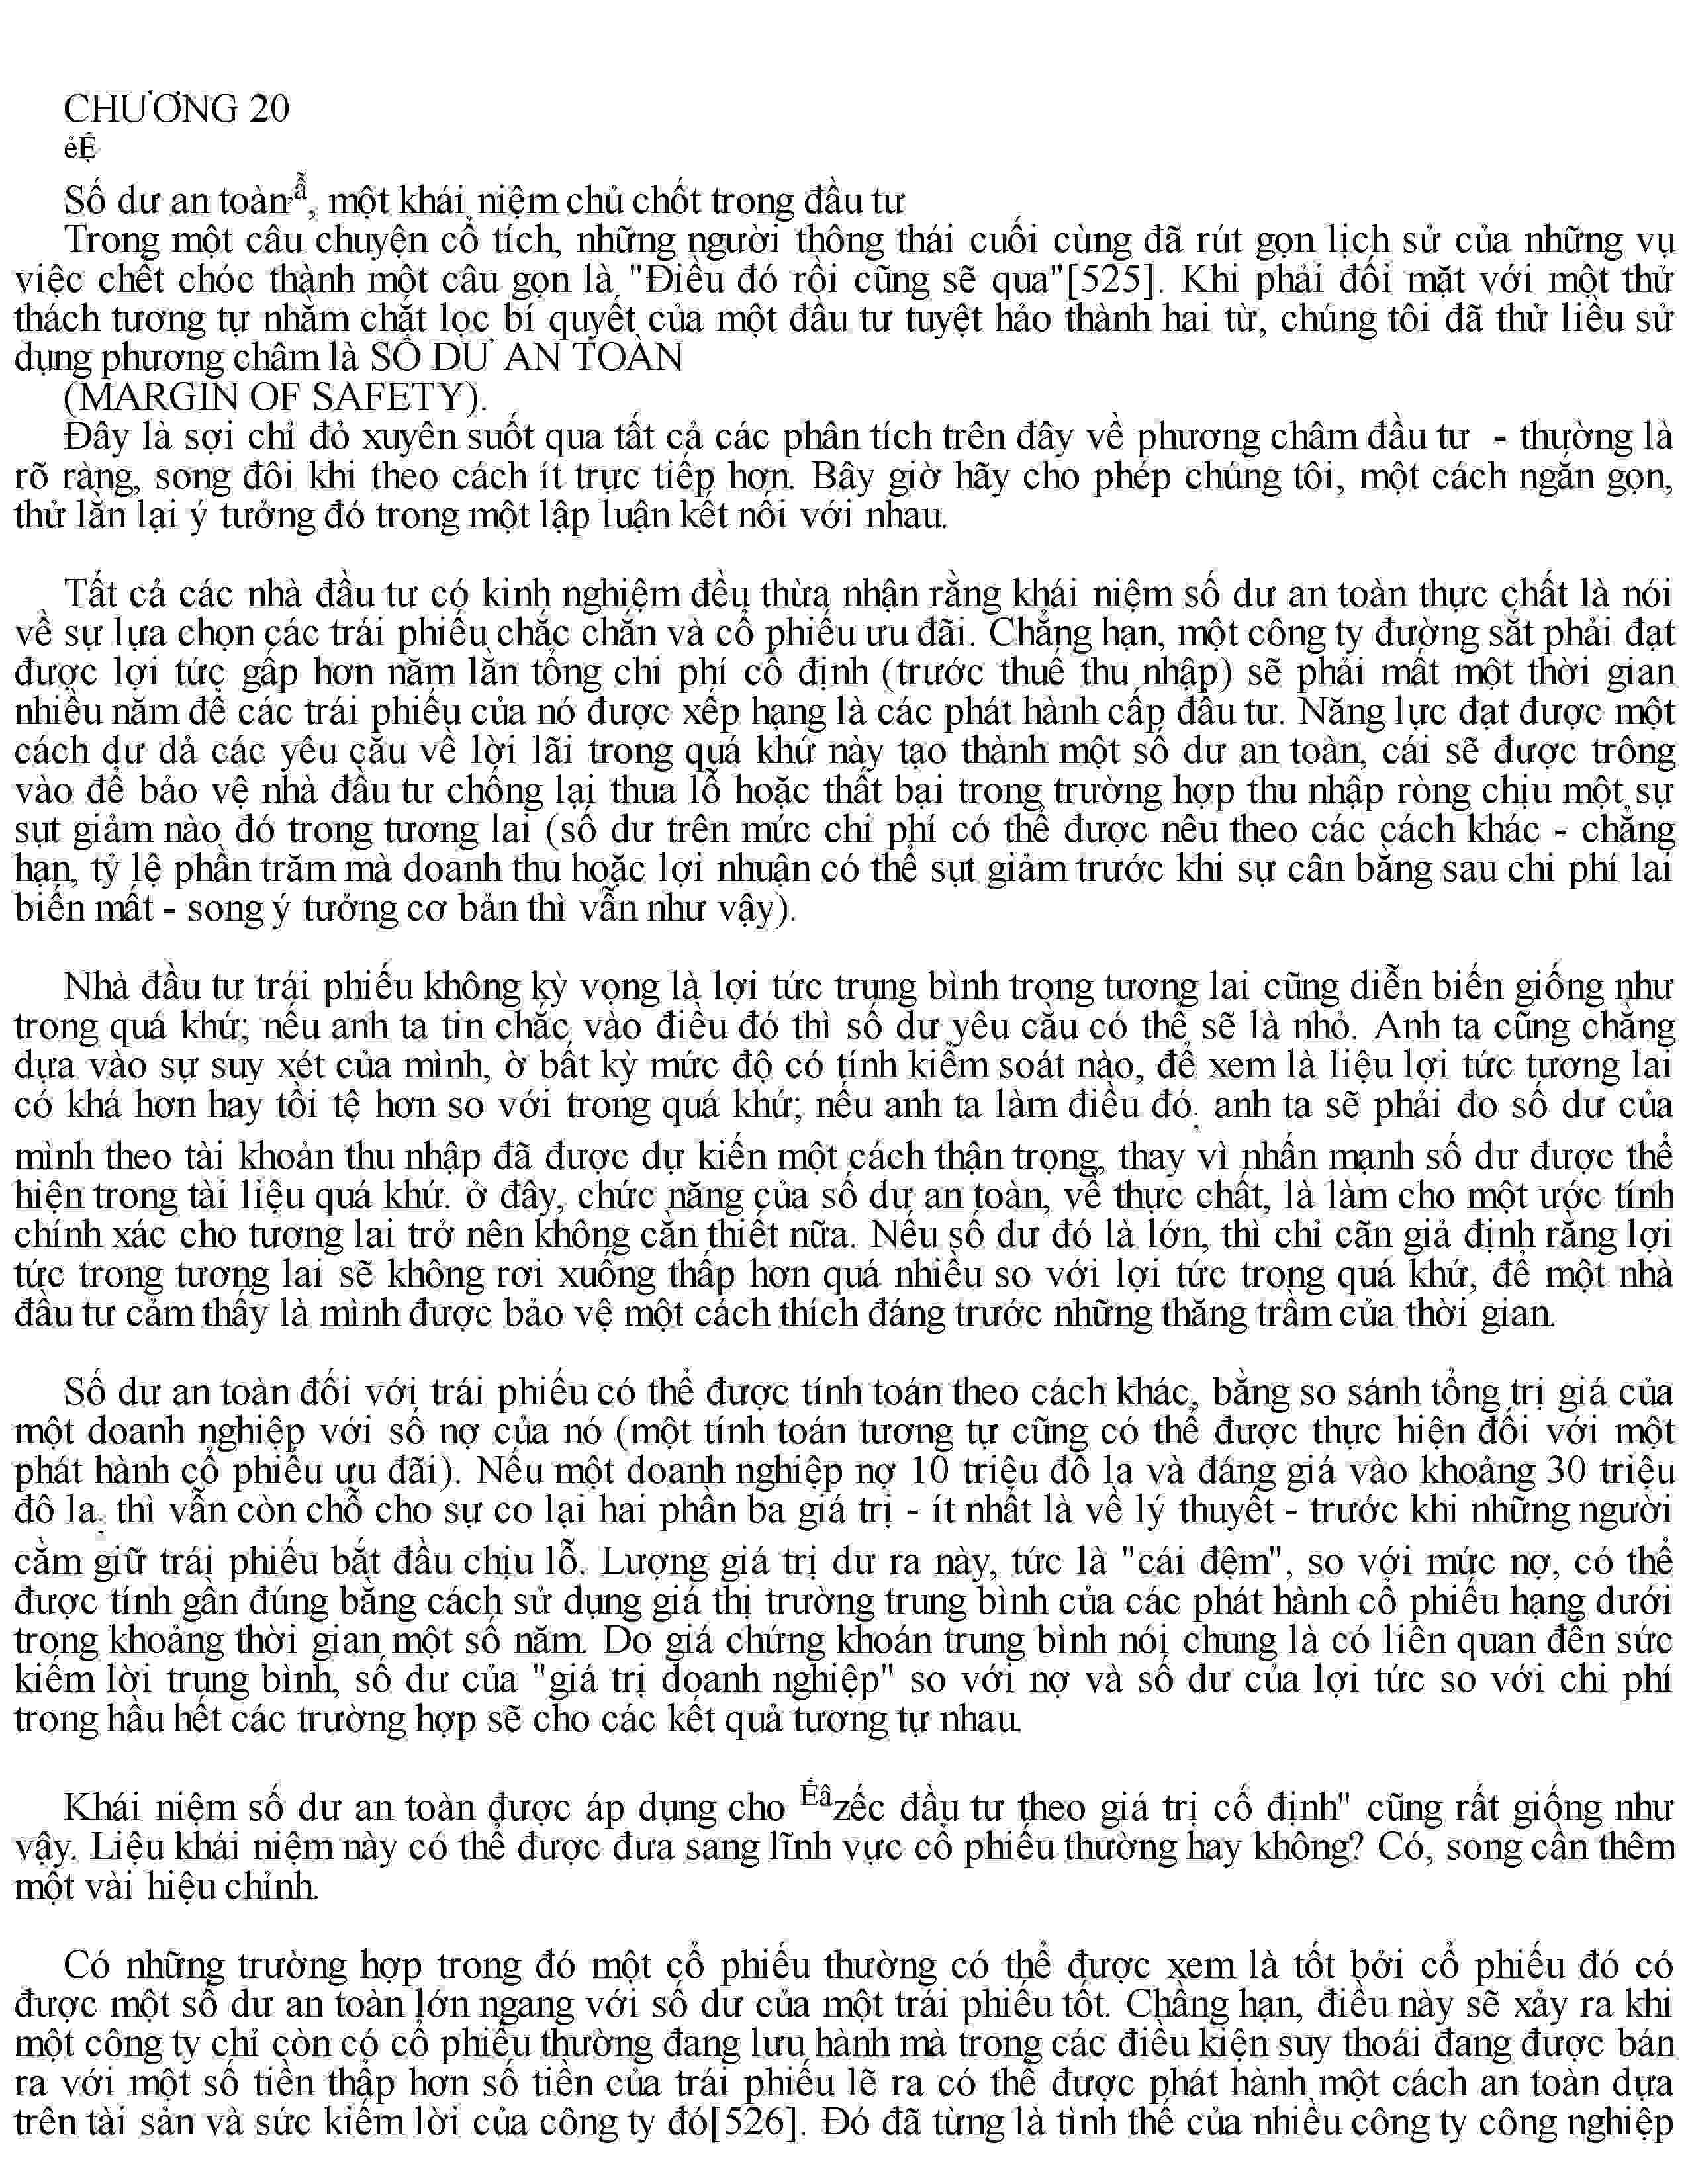 CHƯƠNG 20
ẻỆ
Số dư an toàn,ẫ, một khái niệm chủ chốt trong đầu tư
Trong một câu chuyện cổ tích, những người thông thái cuối cùng đã rút gọn lịch sử của những vụ
việc chết chóc thành một câu gọn là "Điều đó rồi cũng sẽ qua"[525]. Khi phải đối mặt với một thử
thách tương tự nhằm chắt lọc bí quyết của một đầu tư tuyệt hảo thành hai từ, chúng tôi đã thử liều sử
dụng phương châm là SỐ DƯ AN TOÀN
(MARGIN OF SAFETY).
Đây là sợi chỉ đỏ xuyên suốt qua tất cả các phân tích trên đây về phương châm đầu tư - thường là
rõ ràng, song đôi khi theo cách ít trực tiếp hơn. Bây giờ hãy cho phép chúng tôi, một cách ngắn gọn,
thử lần lại ý tưởng đó trong một lập luận kết nối với nhau.
Tất cả các nhà đầu tư có kinh nghiệm đều thừa nhận rằng khái niệm số dư an toàn thực chất là nói
về sự lựa chọn các trái phiếu chắc chắn và cổ phiếu ưu đãi. Chẳng hạn, một công ty đường sắt phải đạt
được lợi tức gấp hơn năm lần tổng chi phí cố định (trước thuế thu nhập) sẽ phải mất một thời gian
nhiều năm để các trái phiếu của nó được xếp hạng là các phát hành cấp đầu tư. Năng lực đạt được một
cách dư dả các yêu cầu về lời lãi trong quá khứ này tạo thành một số dư an toàn, cái sẽ được trông
vào để bảo vệ nhà đầu tư chống lại thua lỗ hoặc thất bại trong trường hợp thu nhập ròng chịu một sự
sụt giảm nào đó trong tương lai (số dư trên mức chi phí có thể được nêu theo các cách khác - chẳng
hạn, tỷ lệ phần trăm mà doanh thu hoặc lợi nhuận có thể sụt giảm trước khi sự cân bằng sau chi phí lai
biến mất - song ý tưởng cơ bản thì vẫn như vậy).
Nhà đầu tư trái phiếu không kỳ vọng là lợi tức trung bình trong tương lai cũng diễn biến giống như
trong quá khứ; nếu anh ta tin chắc vào điều đó thì số dư yêu cầu có thể sẽ là nhỏ. Anh ta cũng chẳng
dựa vào sự suy xét của mình, ở bất kỳ mức độ có tính kiểm soát nào, để xem là liệu lợi tức tương lai
có khá hơn hay tồi tệ hơn so với trong quá khứ; nếu anh ta làm điều đó, anh ta sẽ phải đo số dư của
mình theo tài khoản thu nhập đã được dự kiến một cách thận trọng, thay vì nhấn mạnh số dư được thể
hiện trong tài liệu quá khứ. ở đây, chức năng của số dư an toàn, về thực chất, là làm cho một ước tính
chính xác cho tương lai trở nên không cần thiết nữa. Nếu số dư đó là lớn, thì chỉ cãn giả định rằng lợi
tức trong tương lai sẽ không rơi xuống thấp hơn quá nhiều so với lợi tức trong quá khứ, để một nhà
đầu tư cảm thấy là mình được bảo vệ một cách thích đáng trước những thăng trầm của thời gian.
Số dư an toàn đối với trái phiếu có thể được tính toán theo cách khác, bằng so sánh tổng trị giá của
một doanh nghiệp với số nợ của nó (một tính toán tương tự cũng có thể được thực hiện đối với một
phát hành cổ phiếu ưu đãi). Nếu một doanh nghiệp nợ 10 triệu đô la và đáng giá vào khoảng 30 triệu
đô la, thì vẫn còn chỗ cho sự co lại hai phần ba giá trị - ít nhất là về lý thuyết - trước khi những người
cầm giữ trái phiếu bắt đầu chịu lỗ. Lượng giá trị dư ra này, tức là "cái đệm", so với mức nợ, có thể
được tính gần đúng bằng cách sử dụng giá thị trường trung bình của các phát hành cổ phiếu hạng dưới
trong khoảng thời gian một số năm. Do giá chứng khoán trung bình nói chung là có liên quan đến sức
kiếm lời trung bình, số dư của "giá trị doanh nghiệp" so với nợ và số dư của lợi tức so với chi phí
trong hầu hết các trường hợp sẽ cho các kết quả tương tự nhau.
Khái niệm số dư an toàn được áp dụng cho Ềâzếc đầu tư theo giá trị cố định" cũng rất giống như
vậy. Liệu khái niệm này có thể được đưa sang lĩnh vực cổ phiếu thường hay không? Có, song cần thêm
một vài hiệu chỉnh.
Có những trường hợp trong đó một cổ phiếu thường có thể được xem là tốt bởi cổ phiếu đó có
được một số dư an toàn lớn ngang với số dư của một trái phiếu tốt. Chẳng hạn, điều này sẽ xảy ra khi
một công ty chỉ còn có cổ phiếu thường đang lưu hành mà trong các điều kiện suy thoái đang được bán
ra với một số tiền thấp hơn số tiền của trái phiếu lẽ ra có thể được phát hành một cách an toàn dựa
trên tài sản và sức kiếm lời của công ty đó[526]. Đó đã từng là tình thế của nhiều công ty công nghiệp